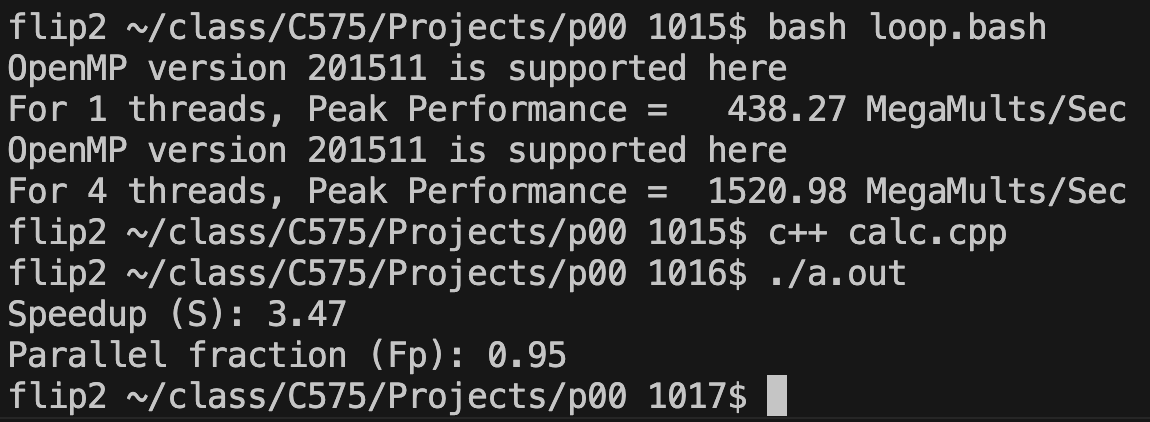 flip2 ~/class/C575/Projects/p00 1015$ bash loop.bash
OpenMP version 201511 is supported here
For 1 threads, Peak Performance =   438.27 MegaMults/Sec
OpenMP version 201511 is supported here
For 4 threads, Peak Performance =  1520.98 MegaMults/Sec
flip2 ~/class/C575/Projects/p00 1015$ c++ calc.cpp
flip2 ~/class/C575/Projects/p00 1016$ ./a.out
Speedup (S): 3.47
Parallel fraction (Fp): 0.95
flip2 ~/class/C575/Projects/p00 1017$